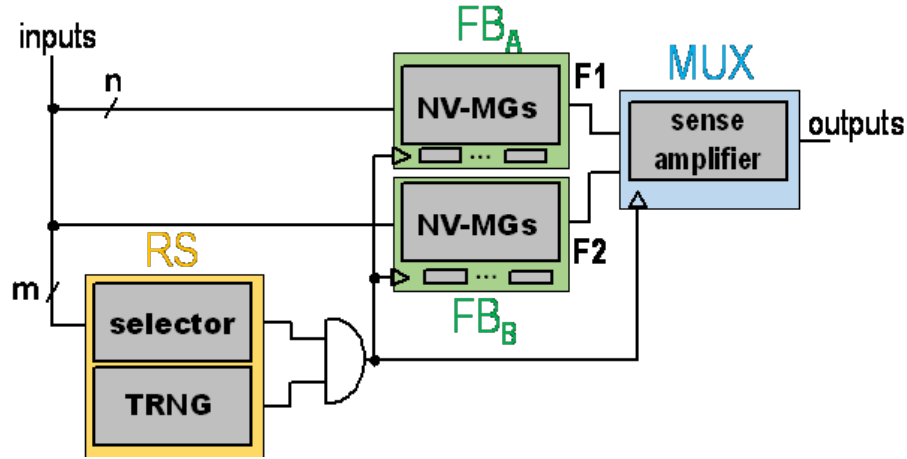 inputs
n
FB_A
NV-MGs
F1
...
MUX
sense
amplifier
outputs
NV-MGs
F2
...
FB_B
RS
m
selector
TRNG